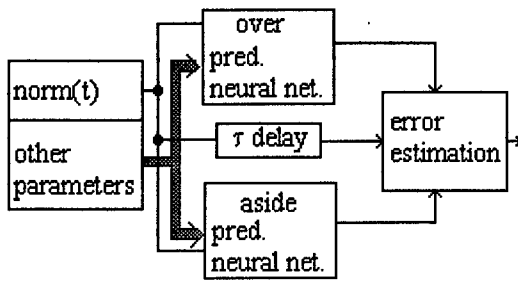 over
pred.
neural net.
norm(t)
other
parameters
τ delay
error
estimation
aside
pred.
neural net.